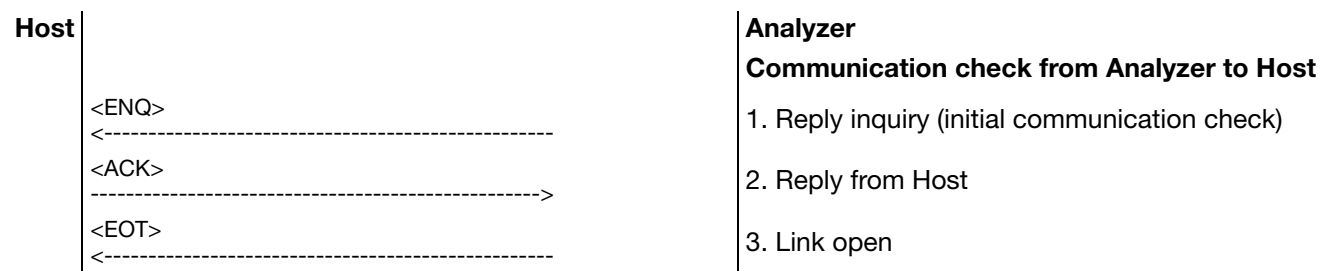 Host
Analyzer
Communication check from Analyzer to Host
<ENQ>
<---------------------------------------------------
1. Reply inquiry (initial communication check)
<ACK>
--------------------------------------------------->
2. Reply from Host
<EOT>
<---------------------------------------------------
3. Link open